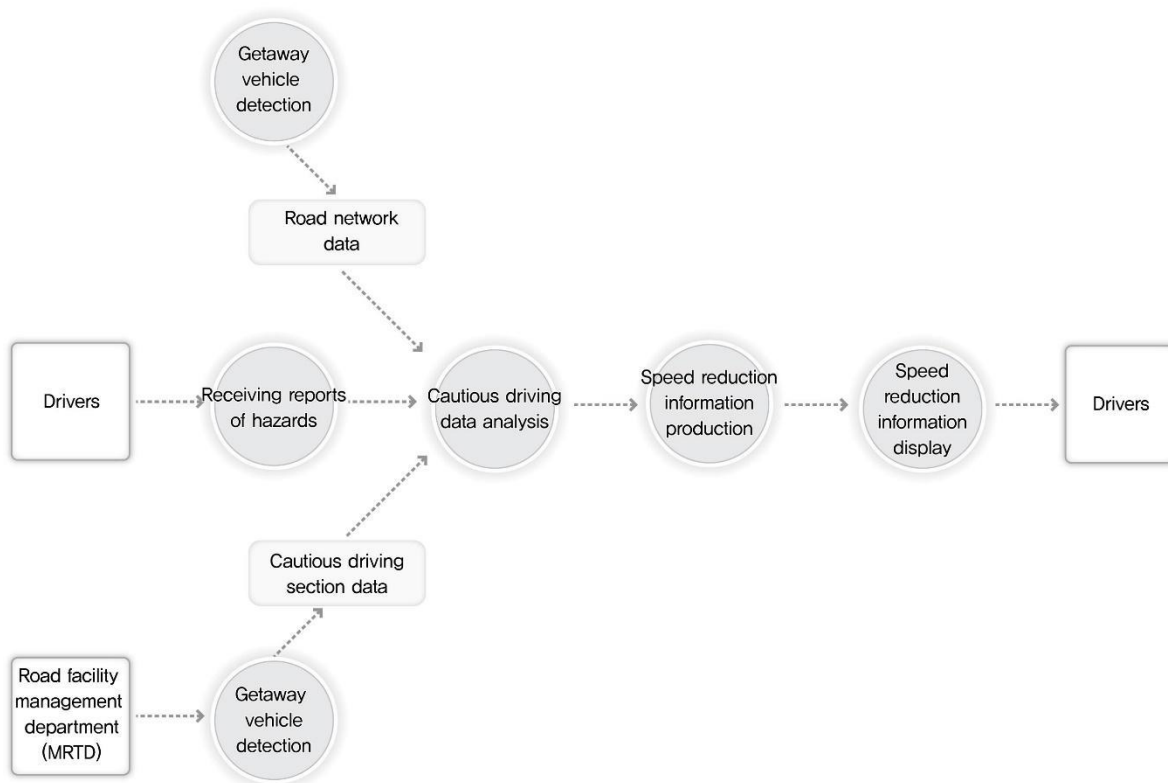 Getaway
vehicle
detection
Road network
data
Drivers
Receiving reports
of hazards
Cautious driving
data analysis
Speed reduction
information
production
Speed
reduction
information
display
Drivers
Cautious driving
section data
Road facility
management
department
(MRTD)
Getaway
vehicle
detection